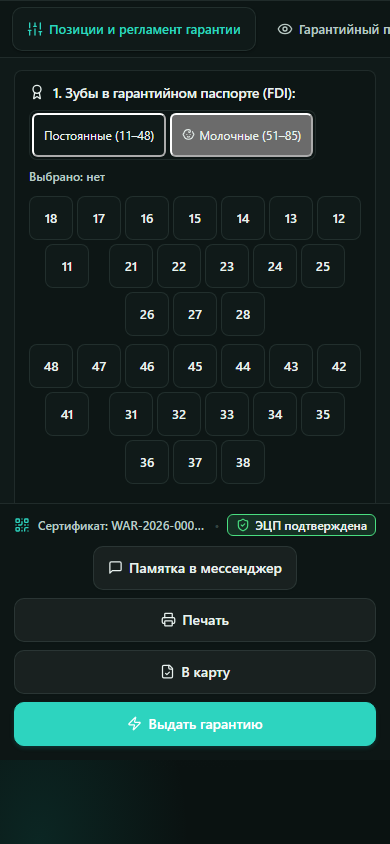 Позиции и регламент гарантии
Гарантийный п
1. Зубы в гарантийном паспорте (FDI):
Постоянные (11–48)
Молочные (51–85)
Выбрано: нет
18 17 16 15 14 13 12
11 21 22 23 24 25
26 27 28
48 47 46 45 44 43 42
41 31 32 33 34 35
36 37 38
Сертификат: WAR-2026-000... • ЭЦП подтверждена
Памятка в мессенджер
Печать
В карту
Выдать гарантию